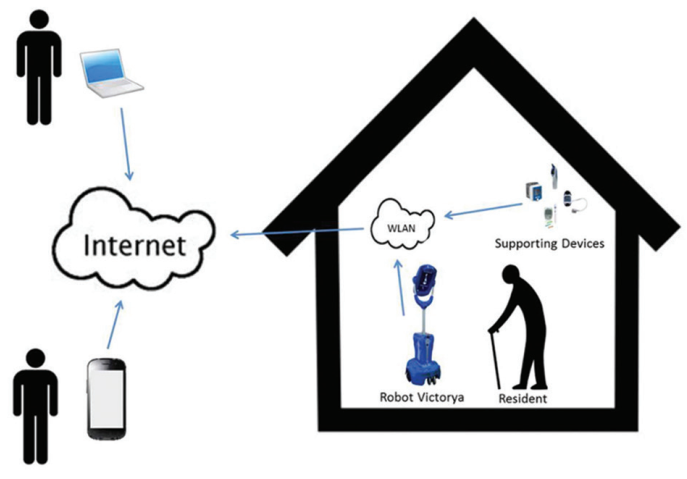 Internet
WLAN
Supporting Devices
Robot Victorya
Resident